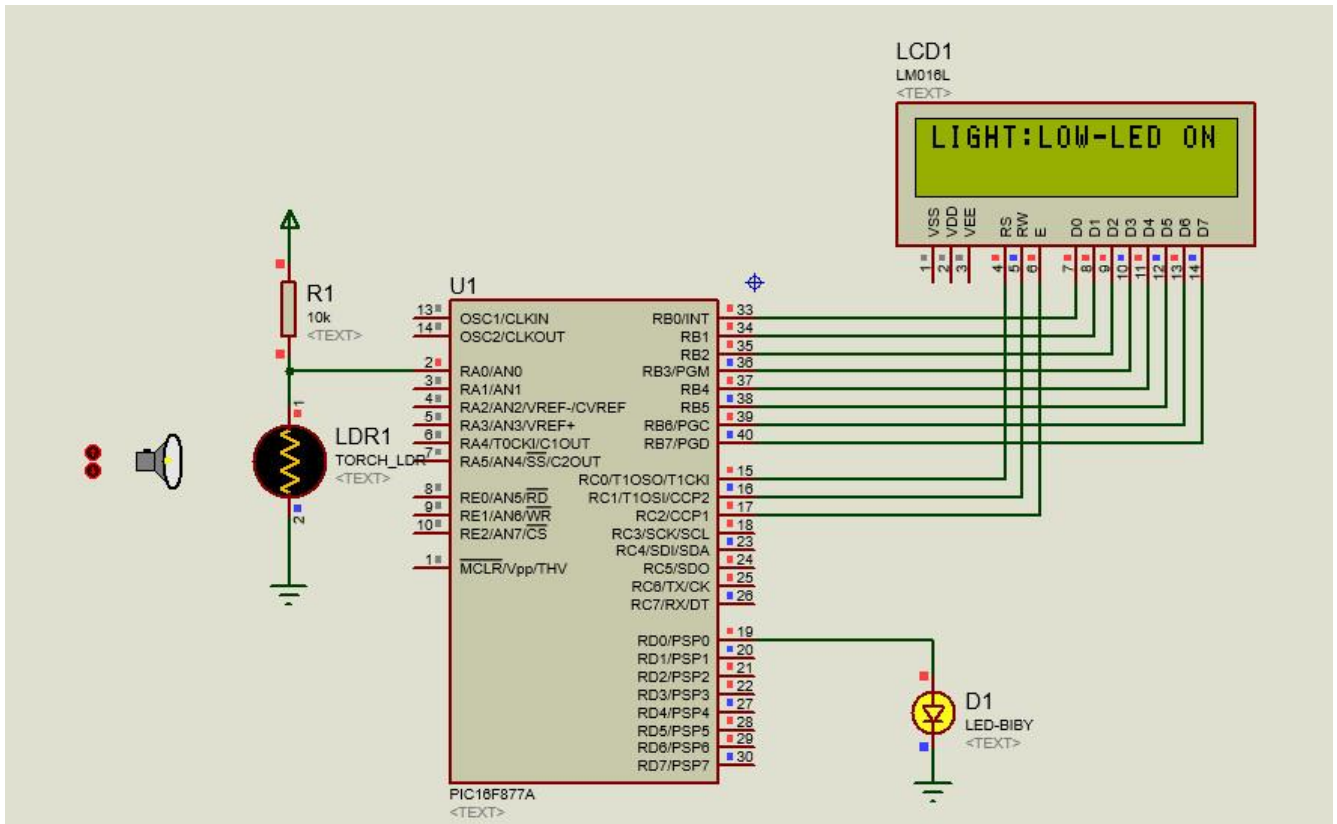 LCD1
LM016L
<TEXT>
LIGHT:LOW-LED ON
VSS
VDD
VEE
RS
RW
E
D0
D1
D2
D3
D4
D5
D6
D7
1
2
3
4
5
6
7
8
9
10
11
12
13
14
R1
10k
<TEXT>
LDR1
TORCH_LDR
<TEXT>
1
2
U1
13 OSC1/CLKIN
14 OSC2/CLKOUT
2 RA0/AN0
3 RA1/AN1
4 RA2/AN2/VREF-/CVREF
5 RA3/AN3/VREF+
6 RA4/T0CKI/C1OUT
7 RA5/AN4/SS/C2OUT
8 RE0/AN5/RD
9 RE1/AN6/WR
10 RE2/AN7/CS
1 MCLR/Vpp/THV
RB0/INT 33
RB1 34
RB2 35
RB3/PGM 36
RB4 37
RB5 38
RB6/PGC 39
RB7/PGD 40
RC0/T1OSO/T1CKI 15
RC1/T1OSI/CCP2 16
RC2/CCP1 17
RC3/SCK/SCL 18
RC4/SDI/SDA 23
RC5/SDO 24
RC6/TX/CK 25
RC7/RX/DT 26
RD0/PSP0 19
RD1/PSP1 20
RD2/PSP2 21
RD3/PSP3 22
RD4/PSP4 27
RD5/PSP5 28
RD6/PSP6 29
RD7/PSP7 30
PIC16F877A
<TEXT>
D1
LED-BIBY
<TEXT>